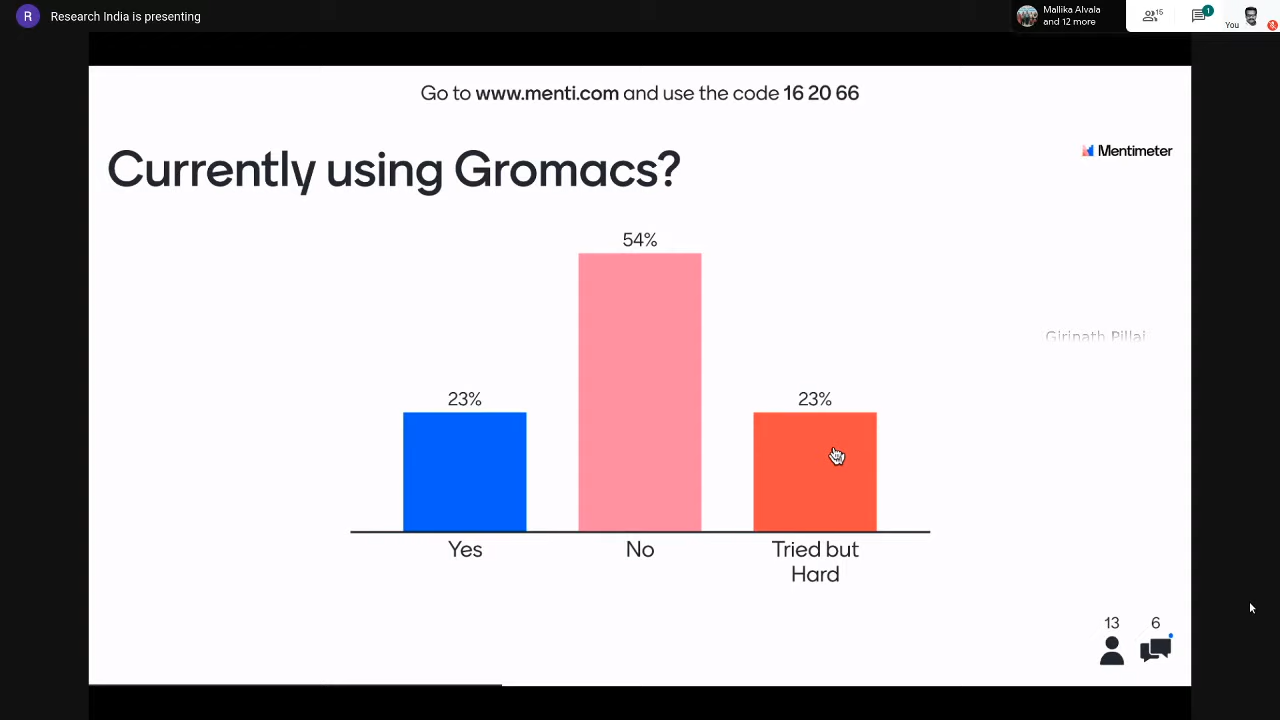 R Research India is presenting
Mallika Alvala
and 12 more
15
1
You
Go to www.menti.com and use the code 16 20 66
Mentimeter
Currently using Gromacs?
54%
23%
23%
Girinath Pillai
Yes
No
Tried but
Hard
13
6